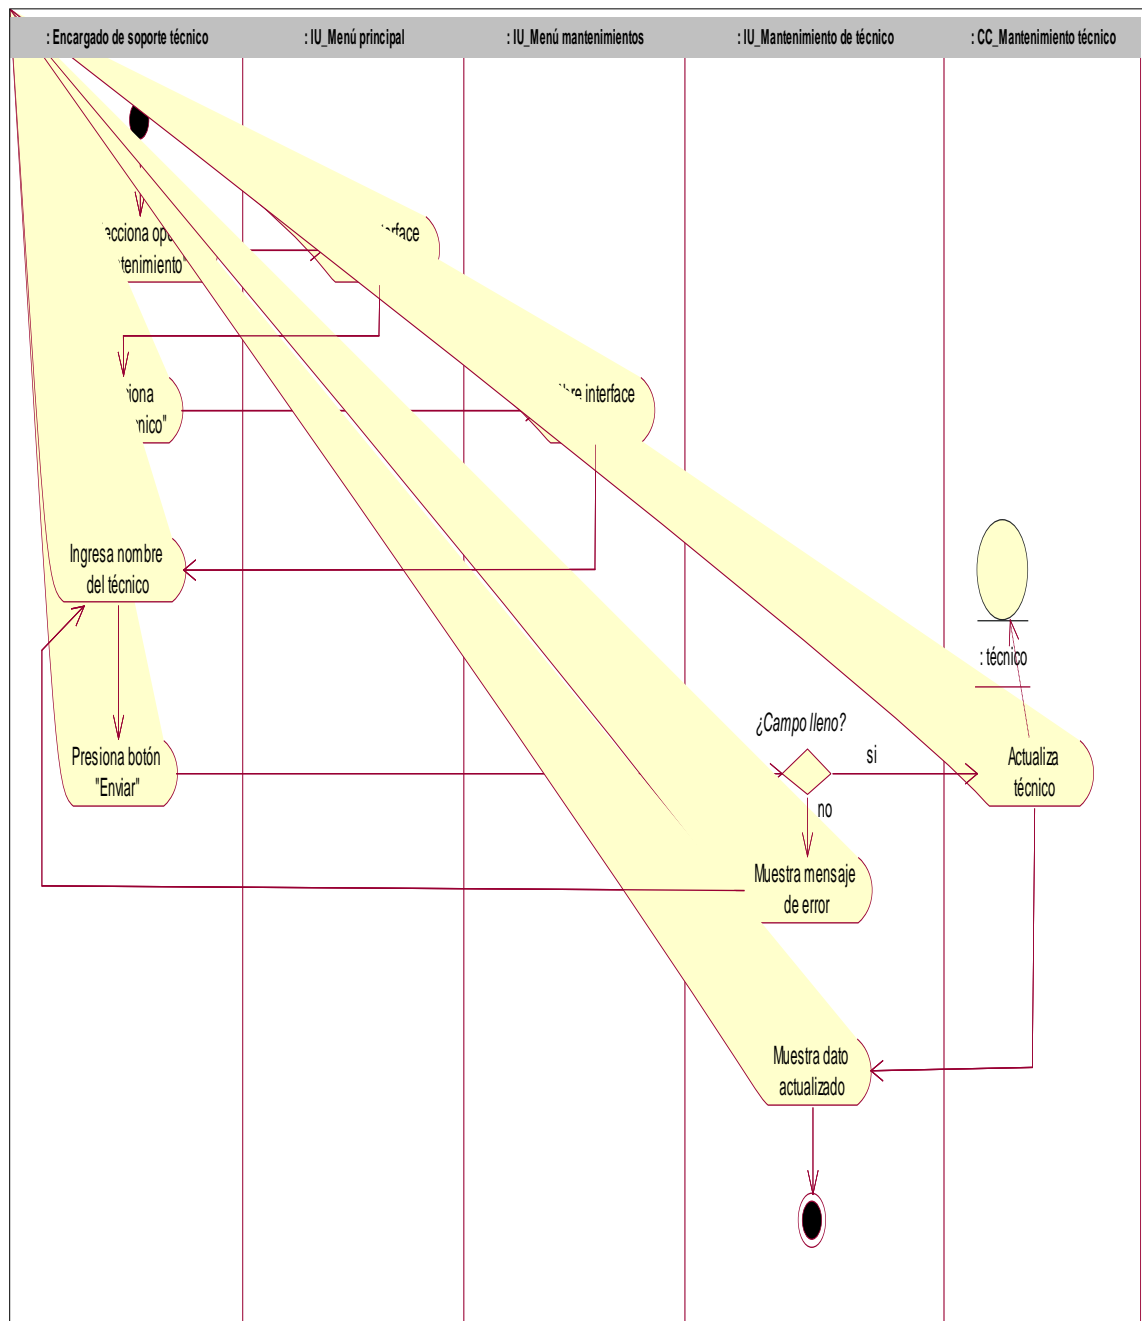 : Encargado de soporte técnico
: IU_Menú principal
: IU_Menú mantenimientos
: IU_Mantenimiento de técnico
: CC_Mantenimiento técnico
interface
Ingresa nombre
del técnico
: técnico
¿Campo lleno?
Presiona botón
"Enviar"
si
Actualiza
técnico
no
Muestra mensaje
de error
Muestra dato
actualizado